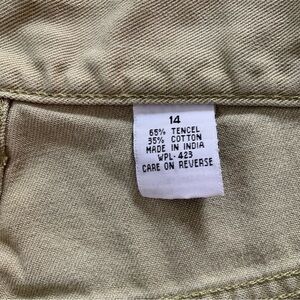 14
65% TENCEL
35% COTTON
MADE IN INDIA
WPL-423
CARE ON REVERSE